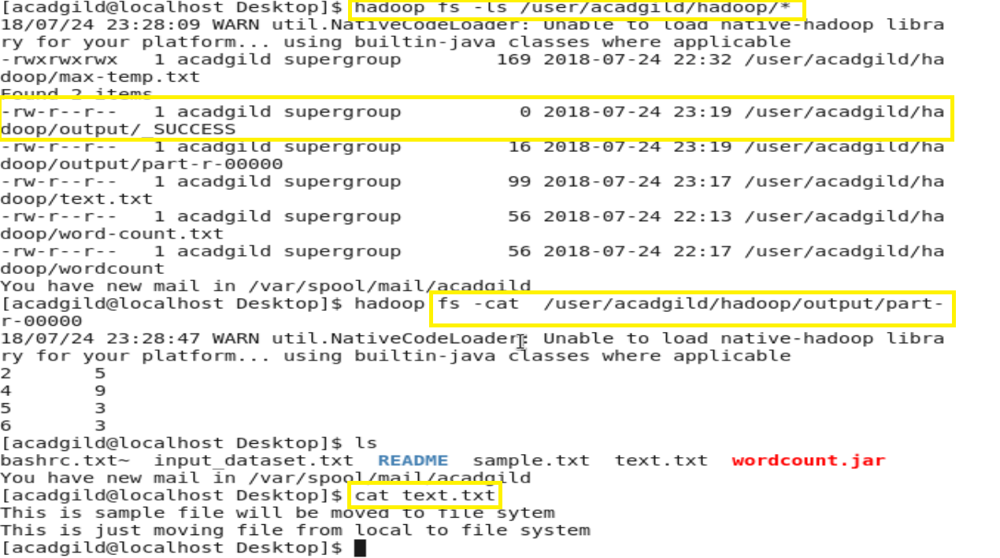 [acadgild@localhost Desktop]$ hadoop fs -ls /user/acadgild/hadoop/*
18/07/24 23:28:09 WARN util.NativeCodeLoader: Unable to load native-hadoop libra
ry for your platform... using builtin-java classes where applicable
-rwxrwxrwx   1 acadgild supergroup        169 2018-07-24 22:32 /user/acadgild/ha
doop/max-temp.txt
Found 2 items
-rw-r--r--   1 acadgild supergroup          0 2018-07-24 23:19 /user/acadgild/ha
doop/output/_SUCCESS
-rw-r--r--   1 acadgild supergroup         16 2018-07-24 23:19 /user/acadgild/ha
doop/output/part-r-00000
-rw-r--r--   1 acadgild supergroup         99 2018-07-24 23:17 /user/acadgild/ha
doop/text.txt
-rw-r--r--   1 acadgild supergroup         56 2018-07-24 22:13 /user/acadgild/ha
doop/word-count.txt
-rw-r--r--   1 acadgild supergroup         56 2018-07-24 22:17 /user/acadgild/ha
doop/wordcount
You have new mail in /var/spool/mail/acadgild
[acadgild@localhost Desktop]$ hadoop fs -cat  /user/acadgild/hadoop/output/part-
r-00000
18/07/24 23:28:47 WARN util.NativeCodeLoader: Unable to load native-hadoop libra
ry for your platform... using builtin-java classes where applicable
2       5
4       9
5       3
6       3
[acadgild@localhost Desktop]$ ls
bashrc.txt~  input_dataset.txt  README  sample.txt  text.txt  wordcount.jar
You have new mail in /var/spool/mail/acadgild
[acadgild@localhost Desktop]$ cat text.txt
This is sample file will be moved to file sytem
This is just moving file from local to file system
[acadgild@localhost Desktop]$